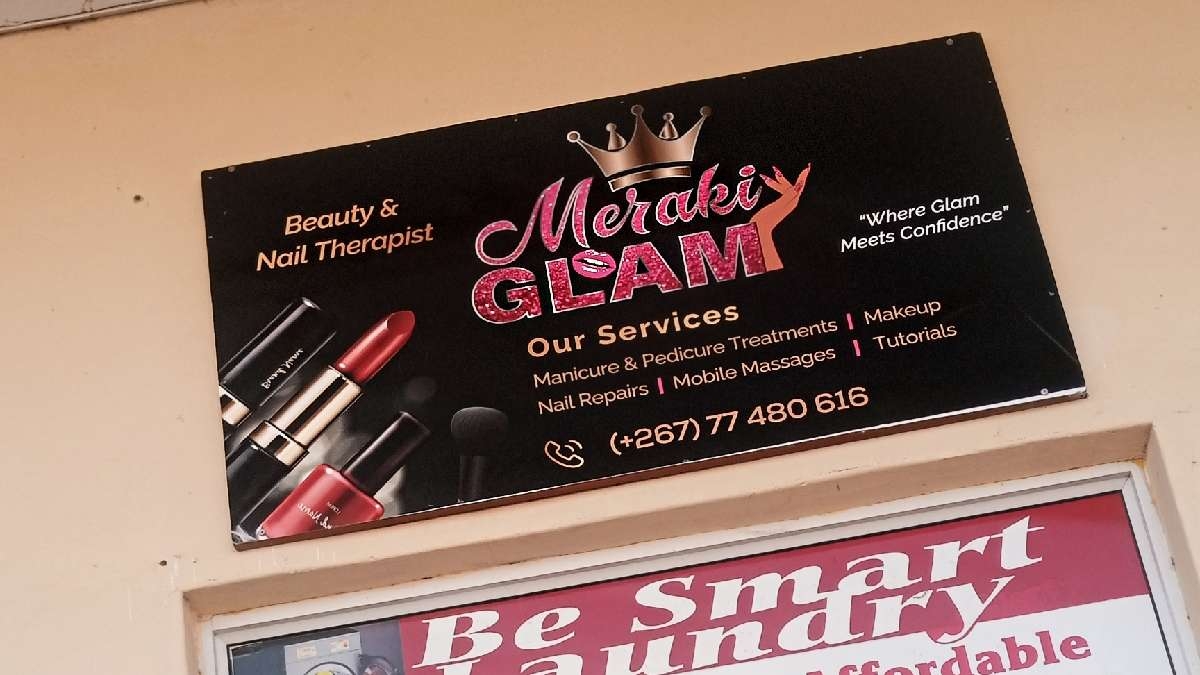 Beauty &
Nail Therapist
Meraki
GLAM
"Where Glam
Meets Confidence"
Our Services
Manicure & Pedicure Treatments | Makeup
Nail Repairs | Mobile Massages | Tutorials
(+267) 77 480 616
Be Smart
Laundry
Affordable